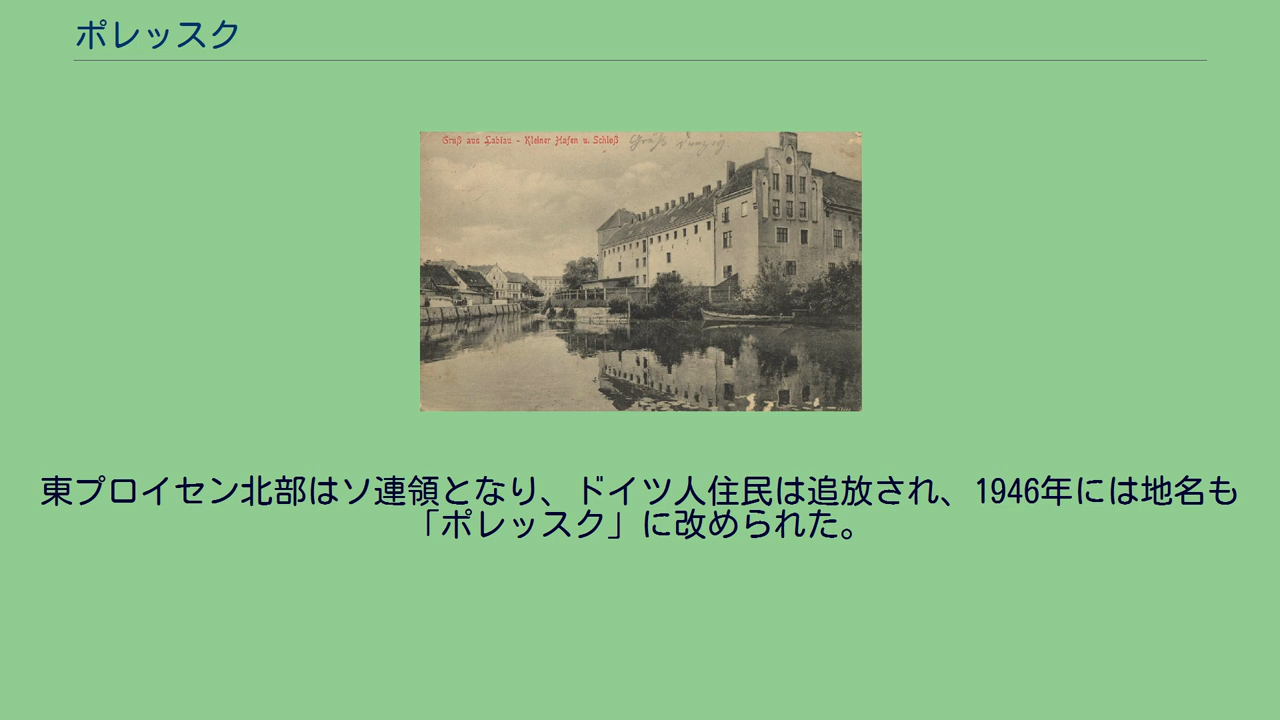 ポレッスク
Gruß aus Labiau - Kleiner Hafen u. Schloß
東プロイセン北部はソ連領となり、ドイツ人住民は追放され、1946年には地名も
「ポレッスク」に改められた。